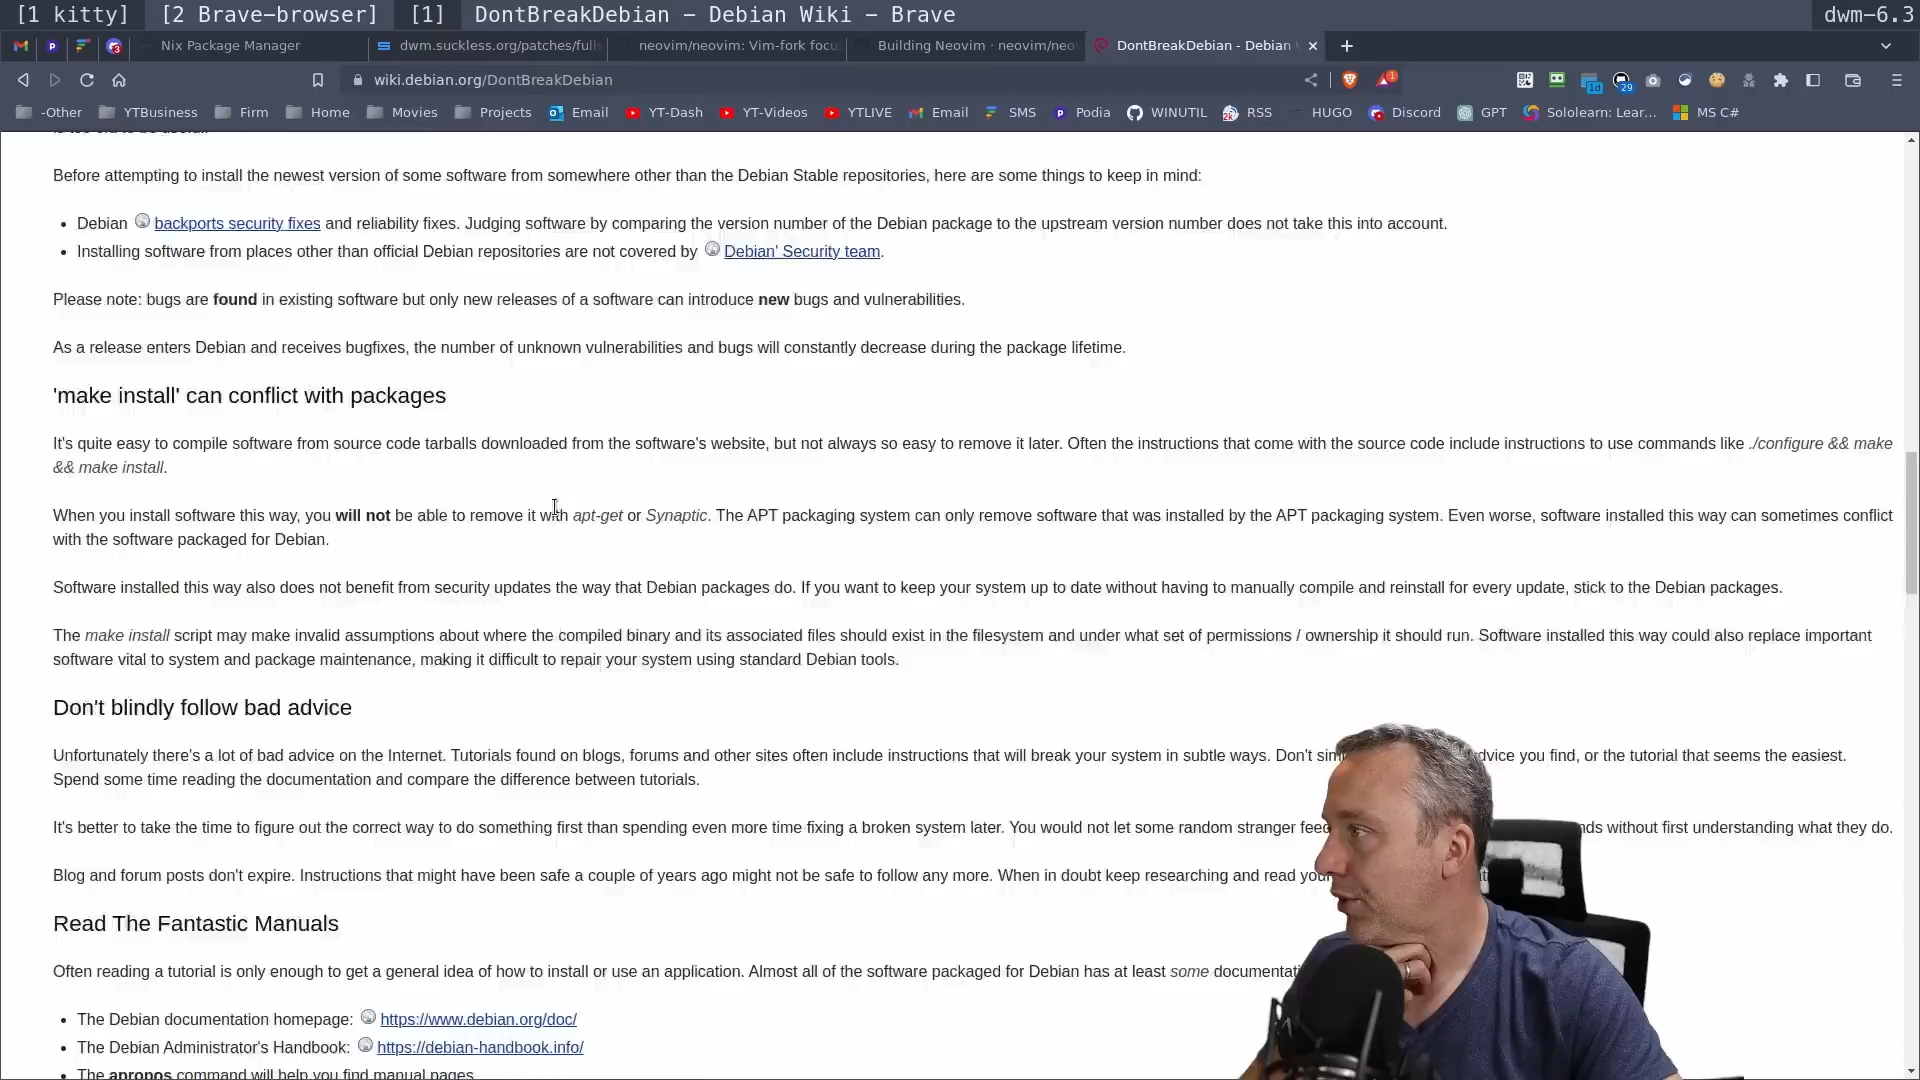 [1 kitty] [2 Brave-browser] [1] DontBreakDebian – Debian Wiki – Brave dwm-6.3
3 Nix Package Manager dwm.suckless.org/patches/full neovim/neovim: Vim-fork focu Building Neovim · neovim/neo DontBreakDebian - Debian
wiki.debian.org/DontBreakDebian 1 1d 29
-Other YTBusiness Firm Home Movies Projects Email YT-Dash YT-Videos YTLIVE Email SMS Podia WINUTIL 2k RSS HUGO Discord GPT Sololearn: Lear... MS C#
Before attempting to install the newest version of some software from somewhere other than the Debian Stable repositories, here are some things to keep in mind:
• Debian backports security fixes and reliability fixes. Judging software by comparing the version number of the Debian package to the upstream version number does not take this into account.
• Installing software from places other than official Debian repositories are not covered by Debian' Security team.
Please note: bugs are found in existing software but only new releases of a software can introduce new bugs and vulnerabilities.
As a release enters Debian and receives bugfixes, the number of unknown vulnerabilities and bugs will constantly decrease during the package lifetime.
'make install' can conflict with packages
It's quite easy to compile software from source code tarballs downloaded from the software's website, but not always so easy to remove it later. Often the instructions that come with the source code include instructions to use commands like ./configure && make
&& make install.
When you install software this way, you will not be able to remove it with apt-get or Synaptic. The APT packaging system can only remove software that was installed by the APT packaging system. Even worse, software installed this way can sometimes conflict
with the software packaged for Debian.
Software installed this way also does not benefit from security updates the way that Debian packages do. If you want to keep your system up to date without having to manually compile and reinstall for every update, stick to the Debian packages.
The make install script may make invalid assumptions about where the compiled binary and its associated files should exist in the filesystem and under what set of permissions / ownership it should run. Software installed this way could also replace important
software vital to system and package maintenance, making it difficult to repair your system using standard Debian tools.
Don't blindly follow bad advice
Unfortunately there's a lot of bad advice on the Internet. Tutorials found on blogs, forums and other sites often include instructions that will break your system in subtle ways. Don't sim dvice you find, or the tutorial that seems the easiest.
Spend some time reading the documentation and compare the difference between tutorials.
It's better to take the time to figure out the correct way to do something first than spending even more time fixing a broken system later. You would not let some random stranger feed nds without first understanding what they do.
Blog and forum posts don't expire. Instructions that might have been safe a couple of years ago might not be safe to follow any more. When in doubt keep researching and read your
Read The Fantastic Manuals
Often reading a tutorial is only enough to get a general idea of how to install or use an application. Almost all of the software packaged for Debian has at least some documentati
• The Debian documentation homepage: https://www.debian.org/doc/
• The Debian Administrator's Handbook: https://debian-handbook.info/
• The apropos command will help you find manual pages